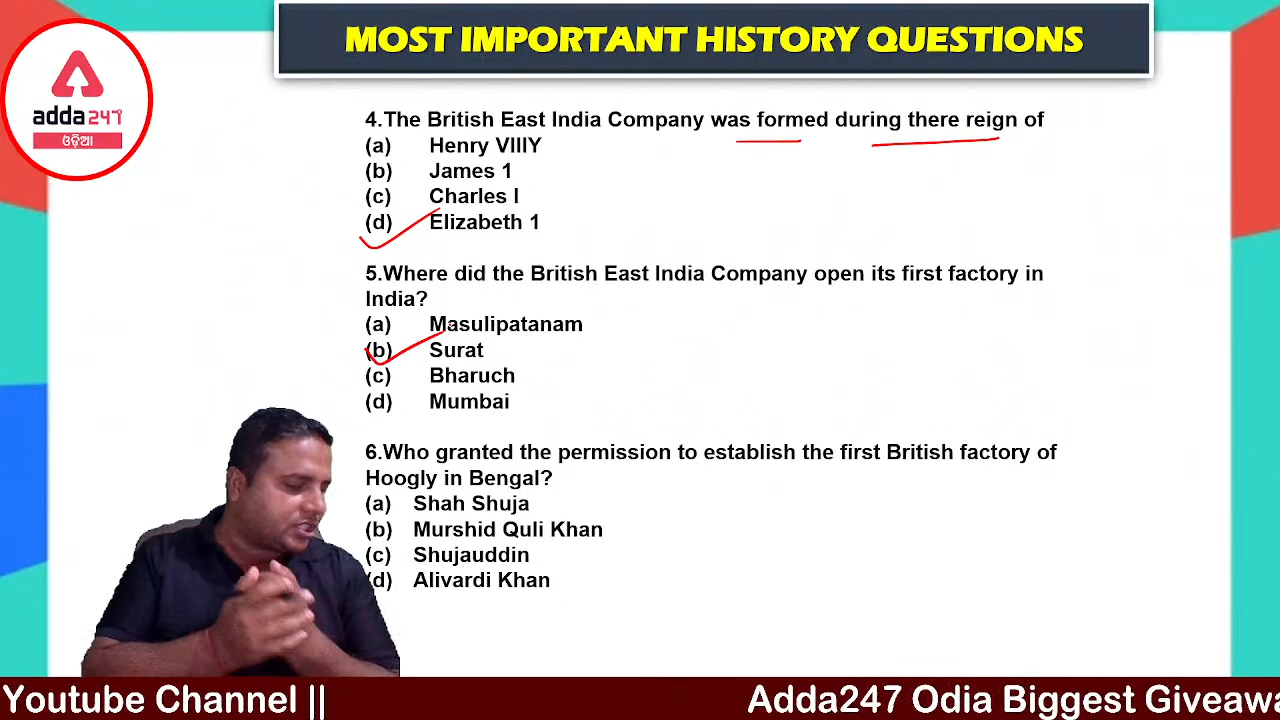 MOST IMPORTANT HISTORY QUESTIONS
adda247
ଓଡ଼ିଆ
4.The British East India Company was formed during there reign of
(a) Henry VIIIY
(b) James 1
(c) Charles I
(d) Elizabeth 1
5.Where did the British East India Company open its first factory in
India?
(a) Masulipatanam
(b) Surat
(c) Bharuch
(d) Mumbai
6.Who granted the permission to establish the first British factory of
Hoogly in Bengal?
(a) Shah Shuja
(b) Murshid Quli Khan
(c) Shujauddin
(d) Alivardi Khan
Youtube Channel || Adda247 Odia Biggest Giveawa